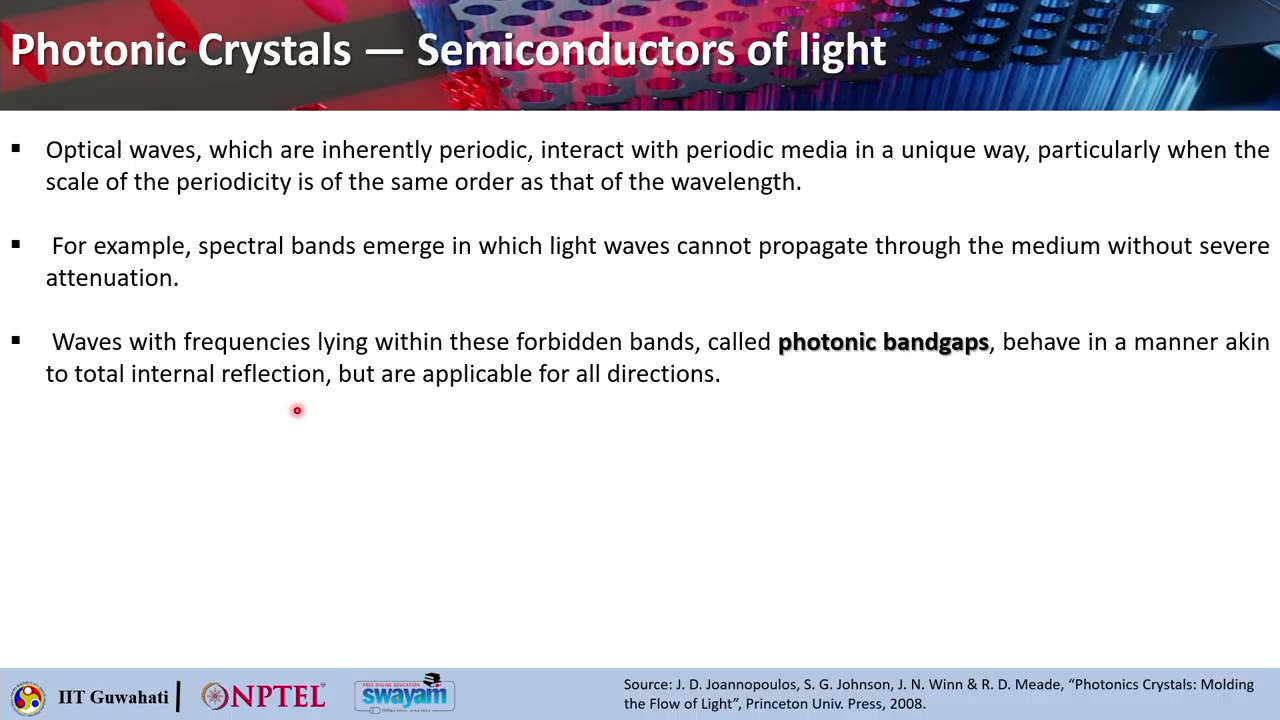 Photonic Crystals — Semiconductors of light
▪ Optical waves, which are inherently periodic, interact with periodic media in a unique way, particularly when the
scale of the periodicity is of the same order as that of the wavelength.
▪ For example, spectral bands emerge in which light waves cannot propagate through the medium without severe
attenuation.
▪ Waves with frequencies lying within these forbidden bands, called photonic bandgaps, behave in a manner akin
to total internal reflection, but are applicable for all directions.
IIT Guwahati
NPTEL
FREE ONLINE EDUCATION
swayam
Source: J. D. Joannopoulos, S. G. Johnson, J. N. Winn & R. D. Meade, “Photonics Crystals: Molding
the Flow of Light”, Princeton Univ. Press, 2008.